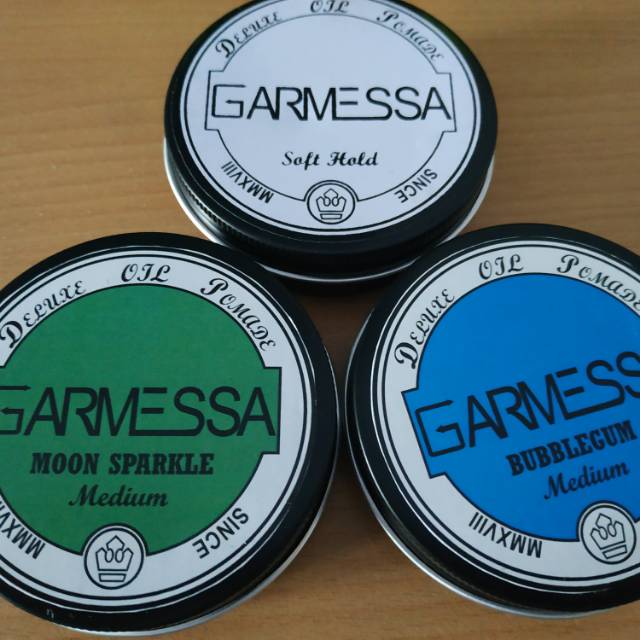 DELUXE OIL POMADE
GARMESSA
Soft Hold
SINCE MMXVIII
DELUXE OIL POMADE
GARMESSA
MOON SPARKLE
Medium
SINCE MMXVIII
DELUXE OIL POMADE
GARMESS
BUBBLEGUM
Medium
MMXVIII